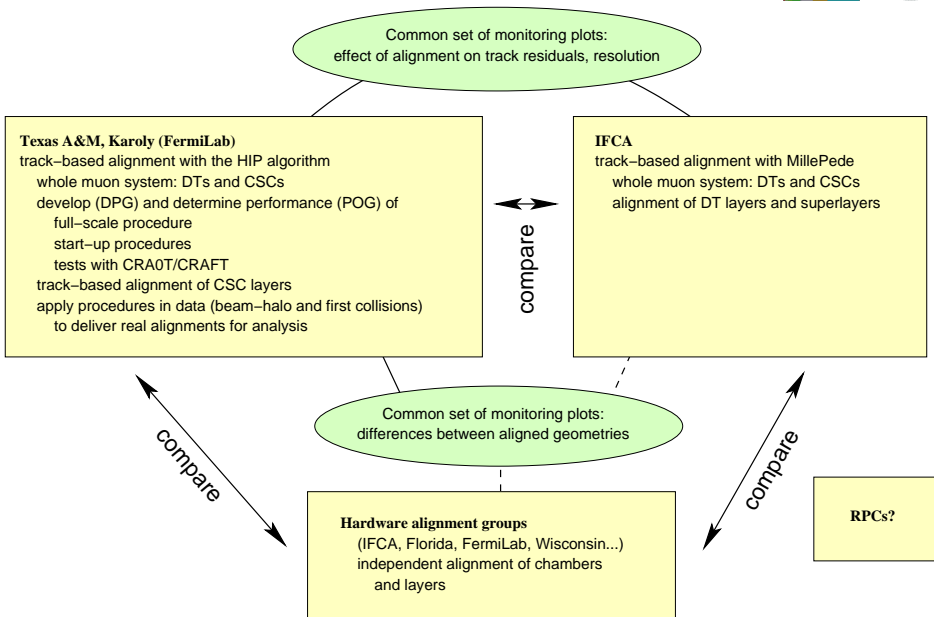 Common set of monitoring plots:
effect of alignment on track residuals, resolution
Texas A&M, Karoly (FermiLab)
track−based alignment with the HIP algorithm
whole muon system: DTs and CSCs
develop (DPG) and determine performance (POG) of
full−scale procedure
start−up procedures
tests with CRA0T/CRAFT
track−based alignment of CSC layers
apply procedures in data (beam−halo and first collisions)
to deliver real alignments for analysis
compare
IFCA
track−based alignment with MillePede
whole muon system: DTs and CSCs
alignment of DT layers and superlayers
Common set of monitoring plots:
differences between aligned geometries
compare
compare
Hardware alignment groups
(IFCA, Florida, FermiLab, Wisconsin...)
independent alignment of chambers
and layers
RPCs?